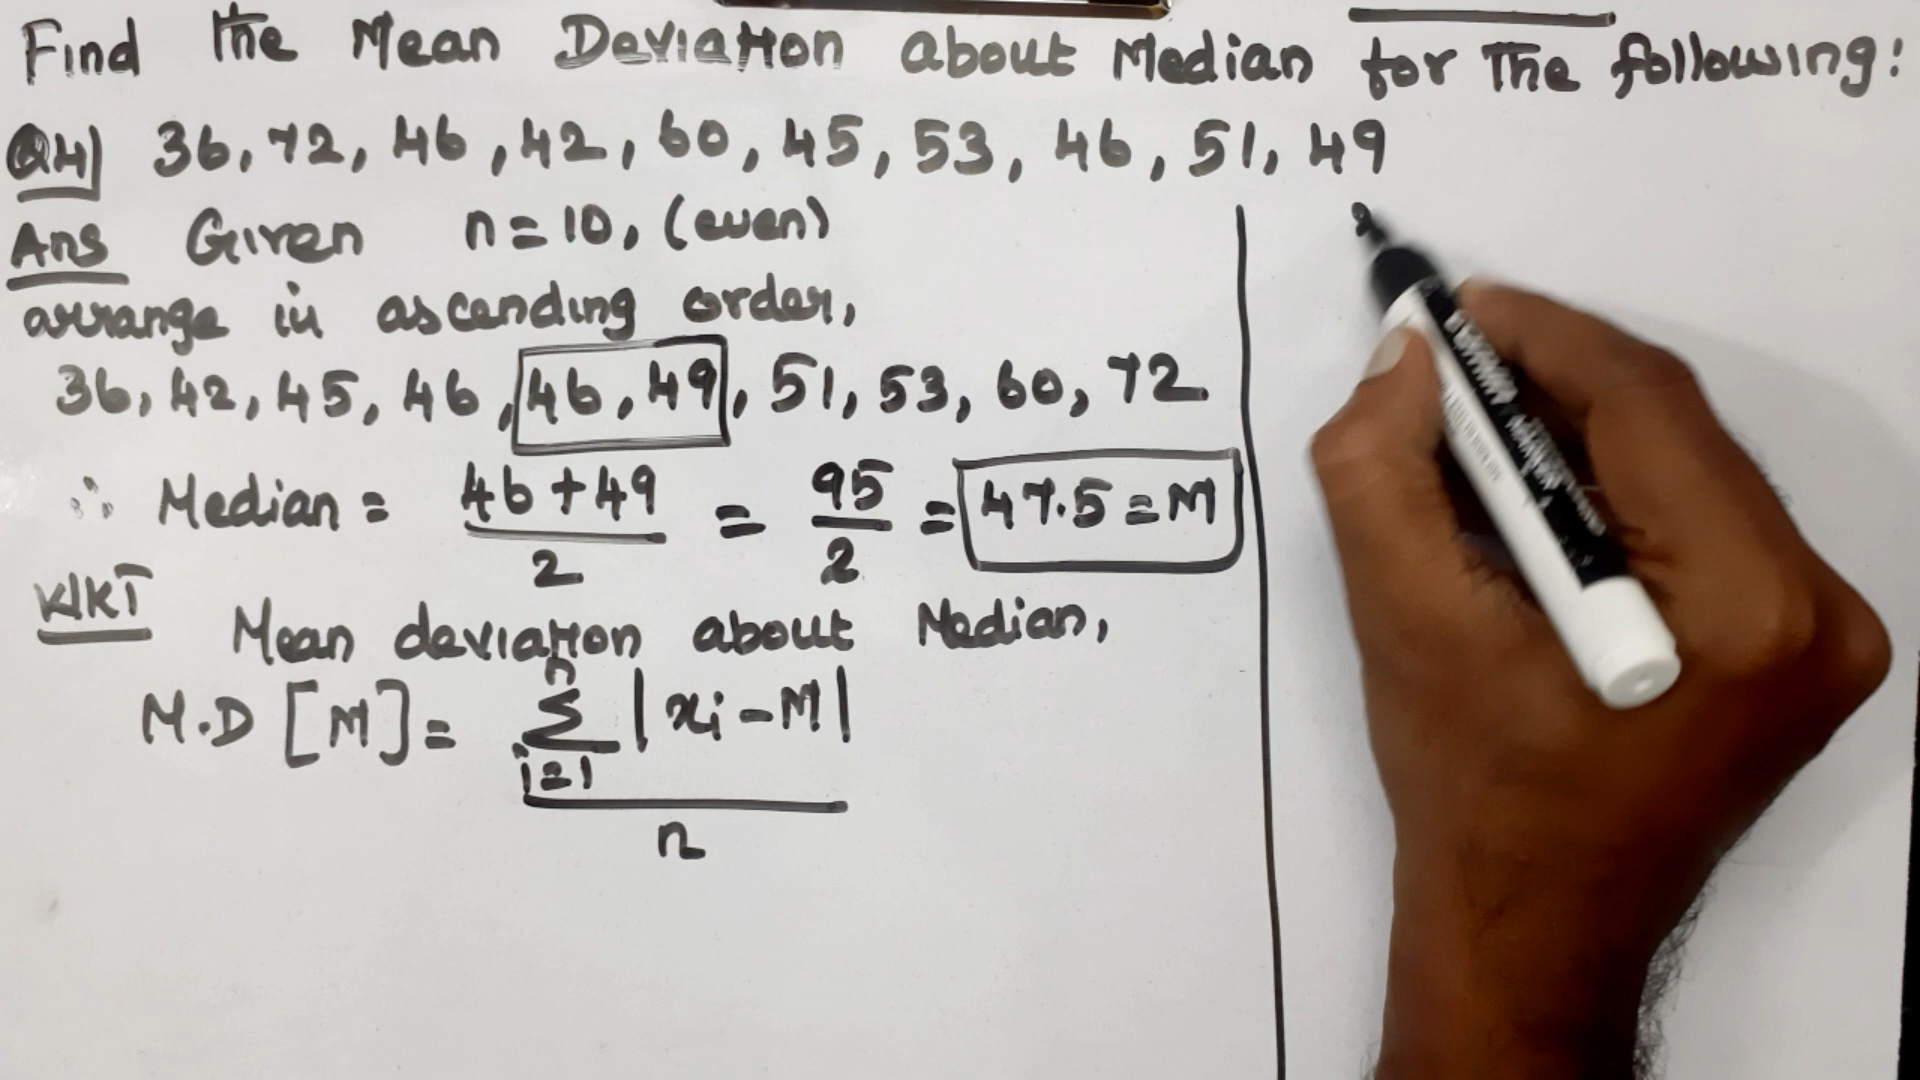 Find the Mean Deviation about Median for the following:
Q4) 36, 72, 46, 42, 60, 45, 53, 46, 51, 49
Ans Given n=10, (even)
arrange in ascending order,
36, 42, 45, 46, 46, 49, 51, 53, 60, 72
∴ Median = 46+49/2 = 95/2 = 47.5 = M
WKT Mean deviation about Median,
M.D [M] = n∑i=1 |xi - M| / n